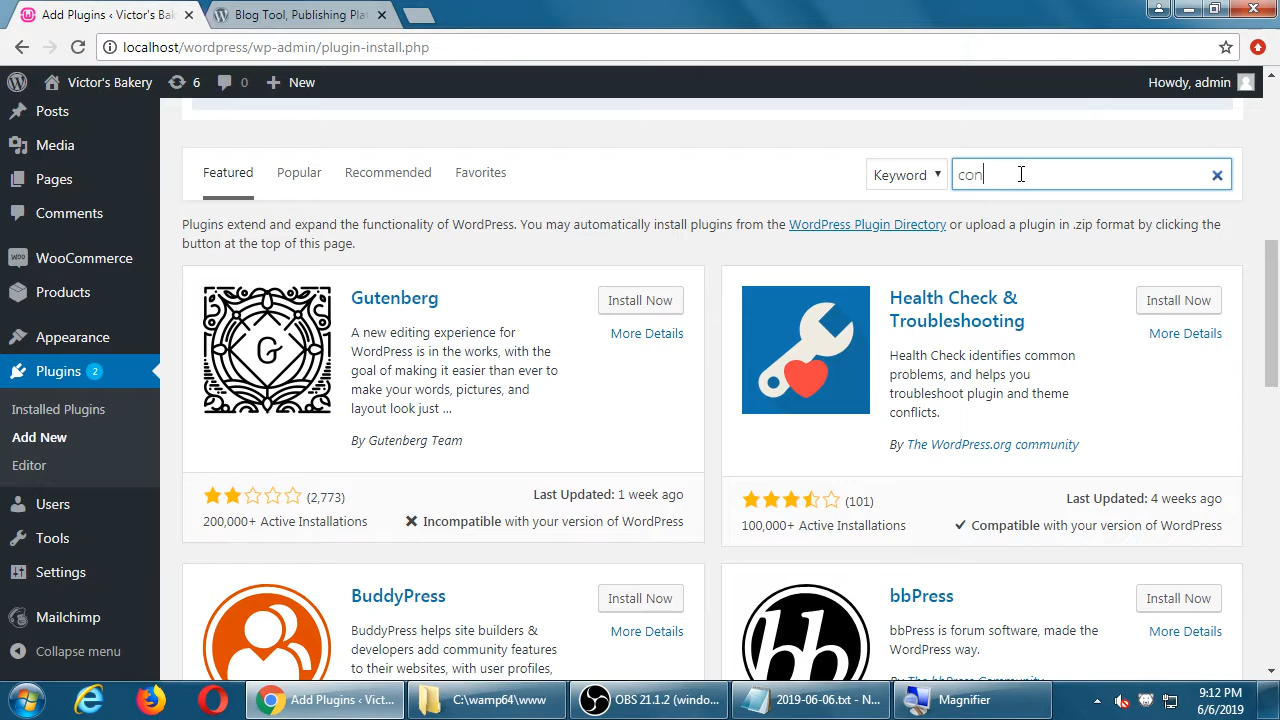 Add Plugins ‹ Victor's Bak
Blog Tool, Publishing Pla
localhost/wordpress/wp-admin/plugin-install.php
Victor's Bakery
6
0
New
Howdy, admin
Posts
Media
Pages
Comments
WooCommerce
Products
Appearance
Plugins 2
Installed Plugins
Add New
Editor
Users
Tools
Settings
Mailchimp
Collapse menu
Featured
Popular
Recommended
Favorites
Keyword
con
Plugins extend and expand the functionality of WordPress. You may automatically install plugins from the WordPress Plugin Directory or upload a plugin in .zip format by clicking the
button at the top of this page.
G
Gutenberg
Install Now
More Details
A new editing experience for
WordPress is in the works, with the
goal of making it easier than ever to
make your words, pictures, and
layout look just ...
By Gutenberg Team
(2,773)
200,000+ Active Installations
Last Updated: 1 week ago
Incompatible with your version of WordPress
Health Check &
Troubleshooting
Install Now
More Details
Health Check identifies common
problems, and helps you
troubleshoot plugin and theme
conflicts.
By The WordPress.org community
(101)
100,000+ Active Installations
Last Updated: 4 weeks ago
Compatible with your version of WordPress
BuddyPress
Install Now
More Details
BuddyPress helps site builders &
developers add community features
to their websites, with user profiles,
bb
bbPress
Install Now
More Details
bbPress is forum software, made the
WordPress way.
By The bbPress Community
Add Plugins ‹ Vict...
C:\wamp64\www
OBS 21.1.2 (windo...
2019-06-06.txt - N...
Magnifier
9:12 PM
6/6/2019